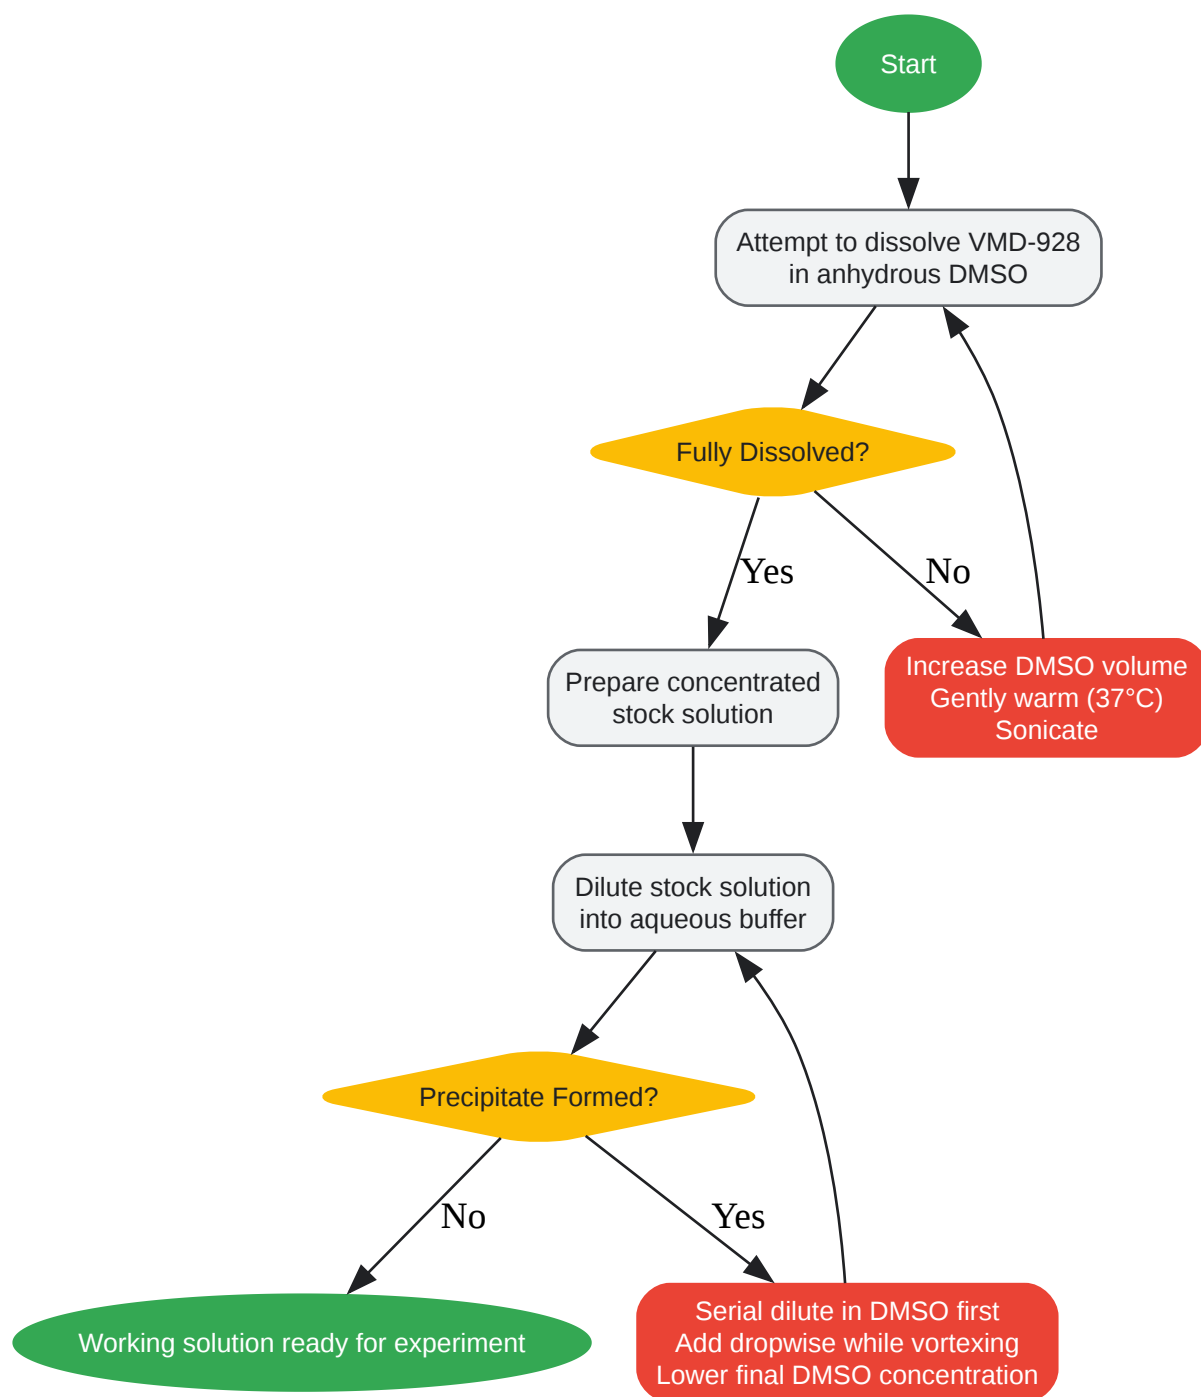 Start
Attempt to dissolve VMD-928
in anhydrous DMSO
Fully Dissolved?
Yes
No
Increase DMSO volume
Gently warm (37°C)
Sonicate
Prepare concentrated
stock solution
Dilute stock solution
into aqueous buffer
Precipitate Formed?
No
Yes
Working solution ready for experiment
Serial dilute in DMSO first
Add dropwise while vortexing
Lower final DMSO concentration